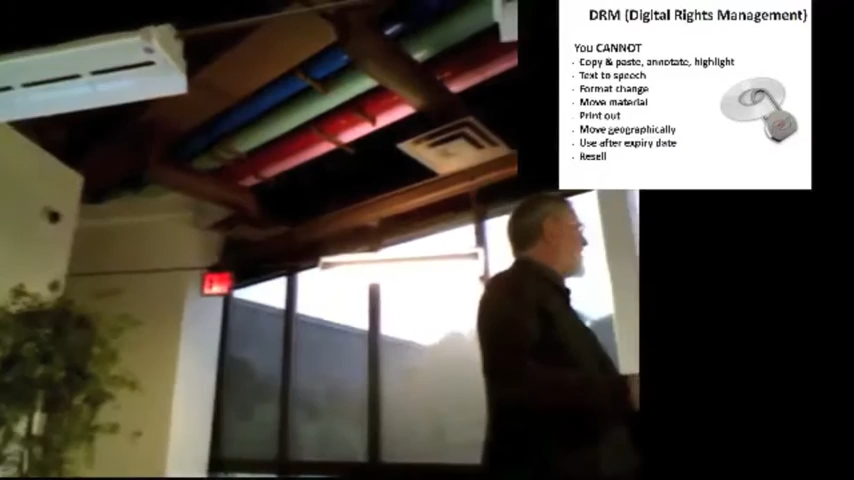 DRM (Digital Rights Management)
You CANNOT
- Copy & paste, annotate, highlight
- Text to speech
- Format change
- Move material
- Print out
- Move geographically
- Use after expiry date
- Resell